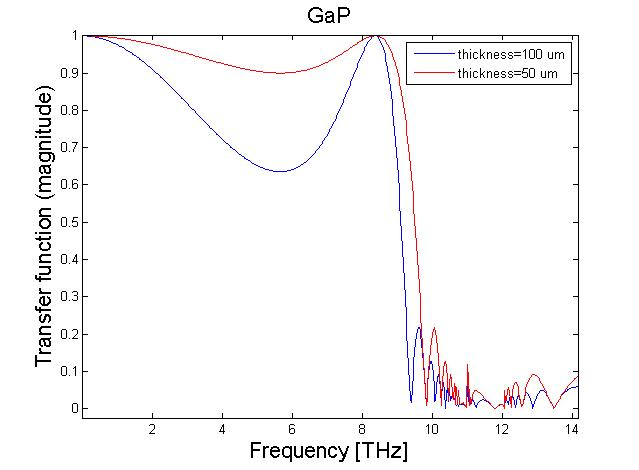 GaP
thickness=100 um
thickness=50 um
Transfer function (magnitude)
1
0.9
0.8
0.7
0.6
0.5
0.4
0.3
0.2
0.1
0
2 4 6 8 10 12 14
Frequency [THz]